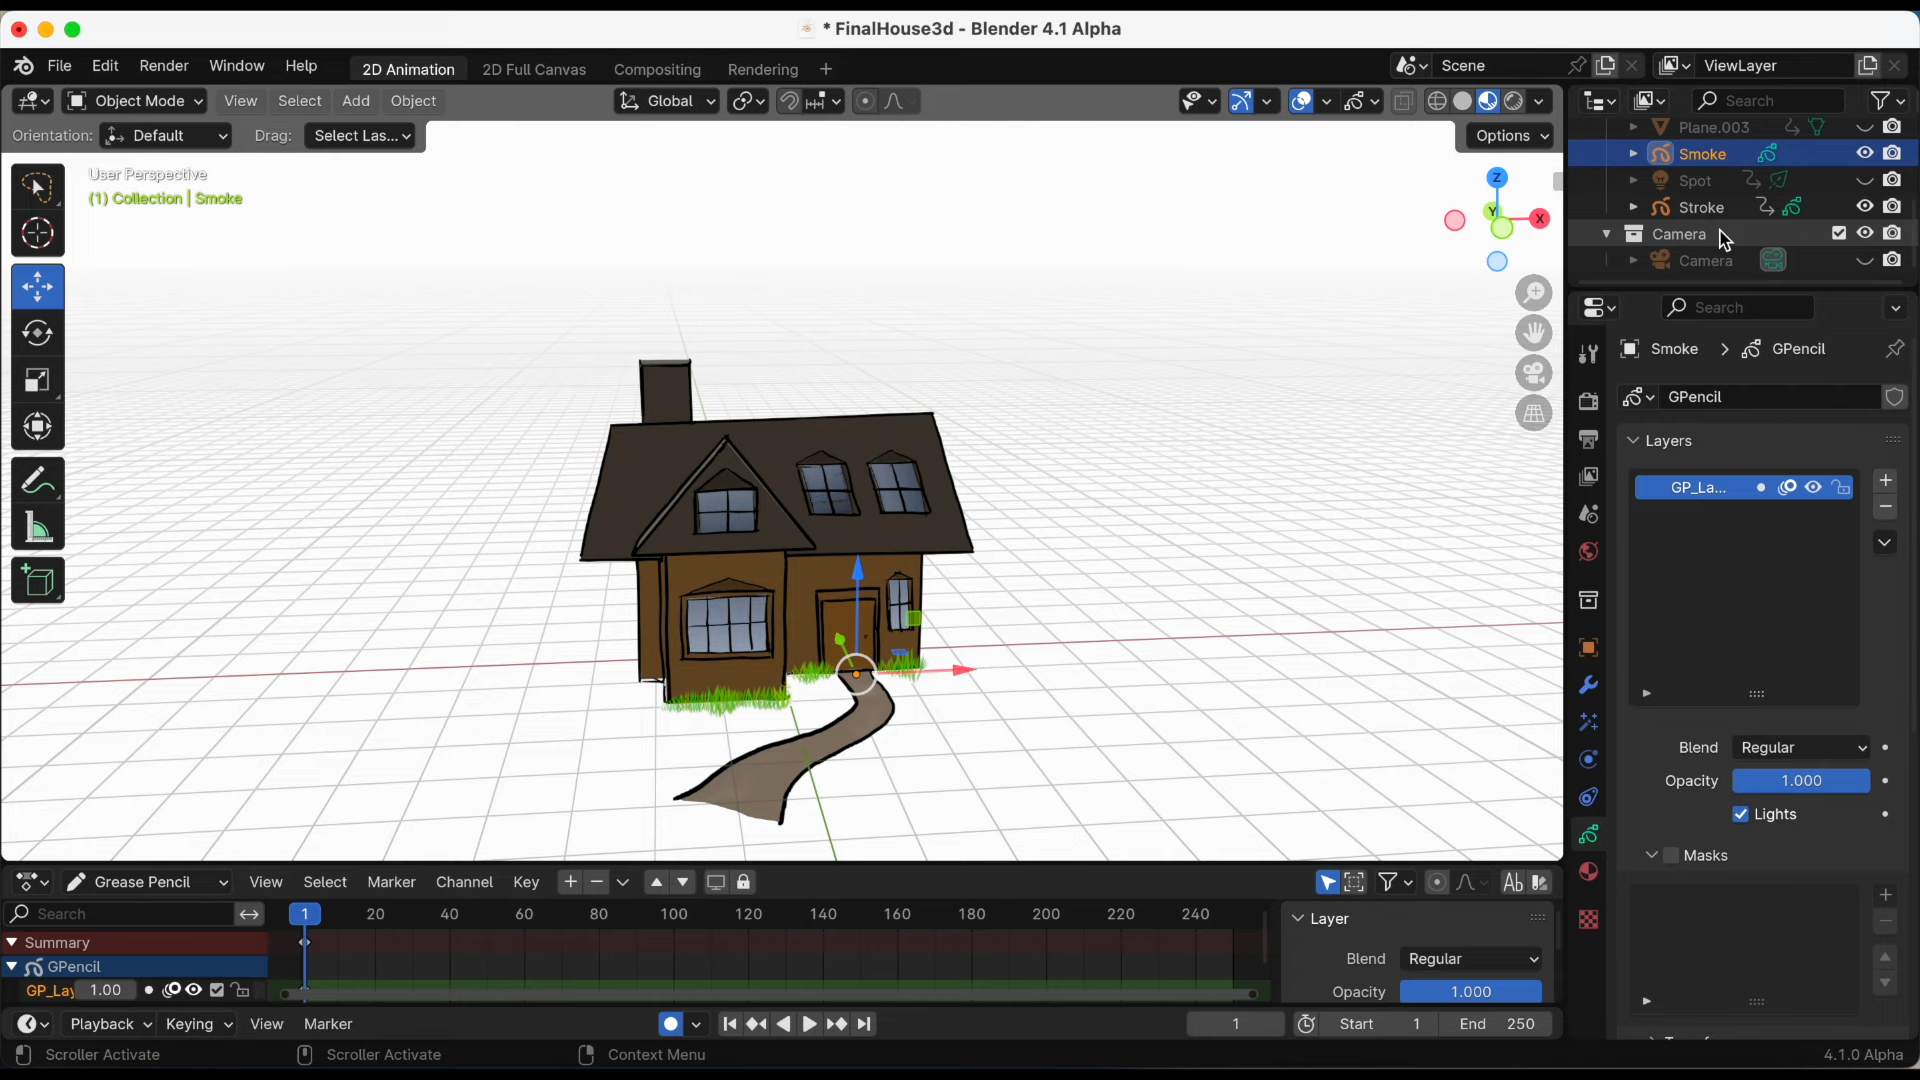 * FinalHouse3d - Blender 4.1 Alpha
File Edit Render Window Help 2D Animation 2D Full Canvas Compositing Rendering + Scene ViewLayer
Object Mode View Select Add Object Global Search
Orientation: Default Drag: Select Las... Options
User Perspective
(1) Collection | Smoke
Z
Y
X
Plane.003
Smoke
Spot
Stroke
Camera
Camera
Search
Smoke > GPencil
GPencil
Layers
GP_La...
Blend Regular
Opacity 1.000
Lights
Masks
Grease Pencil View Select Marker Channel Key
Search 1 20 40 60 80 100 120 140 160 180 200 220 240
Summary
GPencil
GP_Lay 1.00
Layer
Blend Regular
Opacity 1.000
Playback Keying View Marker 1 Start 1 End 250
Scroller Activate Scroller Activate Context Menu 4.1.0 Alpha